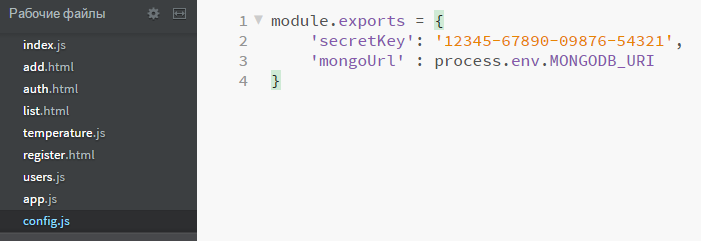 Рабочие файлы
index.js
add.html
auth.html
list.html
temperature.js
register.html
users.js
app.js
config.js
1 module.exports = {
2 'secretKey': '12345-67890-09876-54321',
3 'mongoUrl' : process.env.MONGODB_URI
4 }